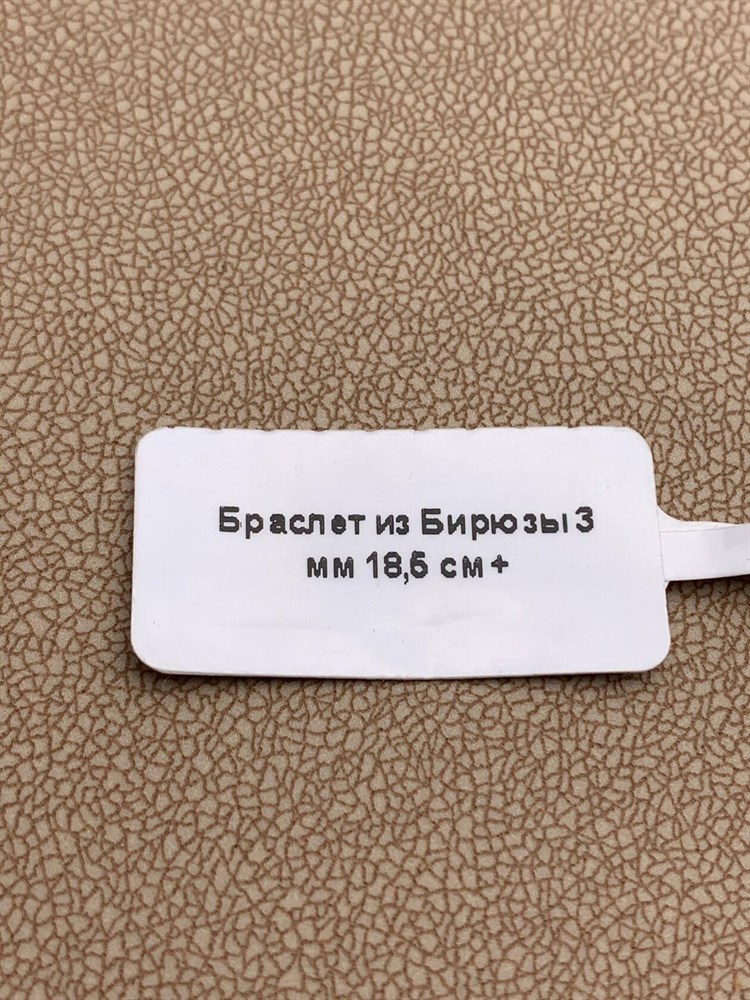 Браслет из Бирюзы 3
мм 18,5 см +